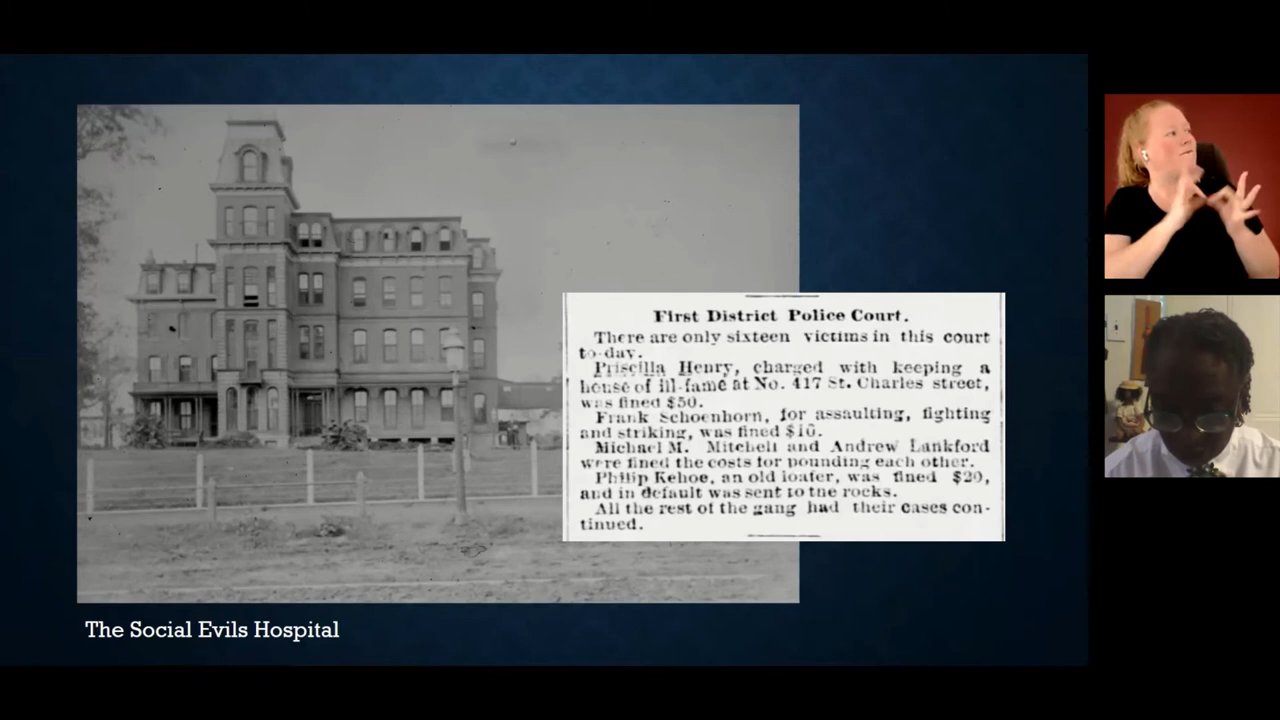 First District Police Court.
There are only sixteen victims in this court
to-day.
Priscilla Henry, charged with keeping a
house of ill-fame at No. 417 St. Charles street,
was fined $50.
Frank Schoenhorn, for assaulting, fighting
and striking, was fined $10.
Michael M. Mitchell and Andrew Lankford
were fined the costs for pounding each other.
Philip Kehoe, an old loafer, was fined $20,
and in default was sent to the rocks.
All the rest of the gang had their cases con-
tinued.
The Social Evils Hospital